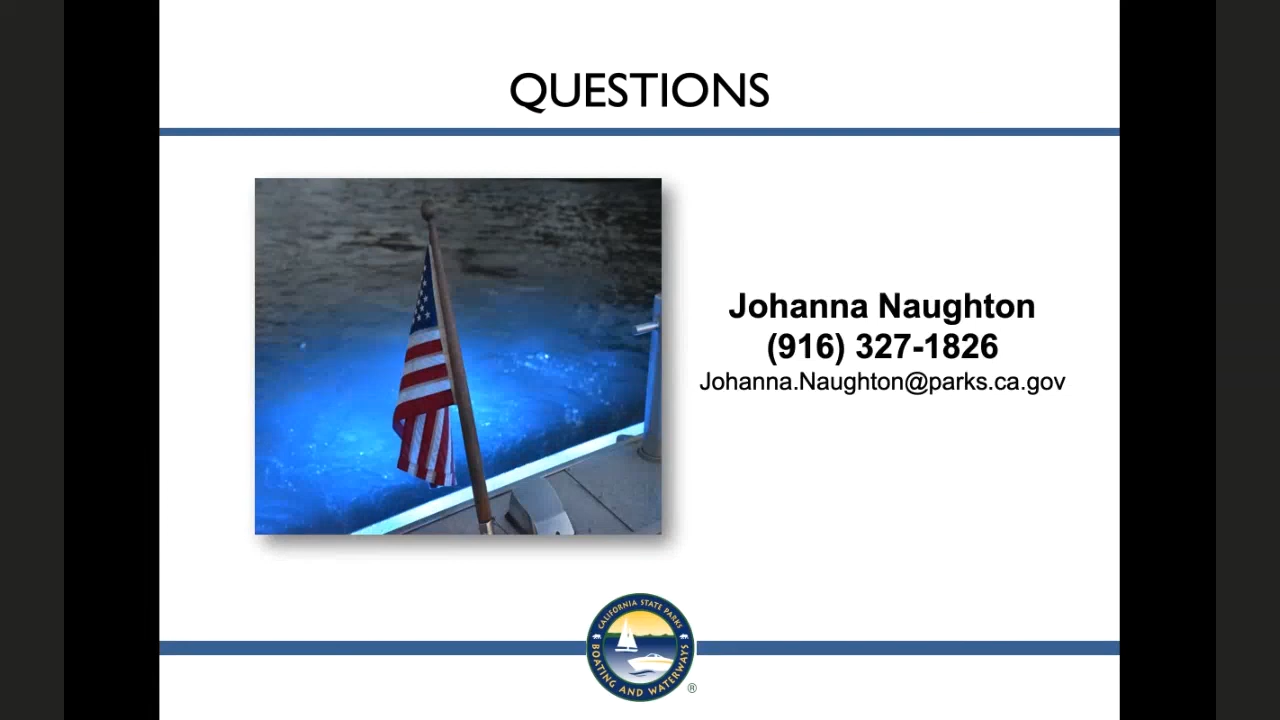 QUESTIONS
Johanna Naughton
(916) 327-1826
Johanna.Naughton@parks.ca.gov
CALIFORNIA STATE PARKS
BOATING AND WATERWAYS
®